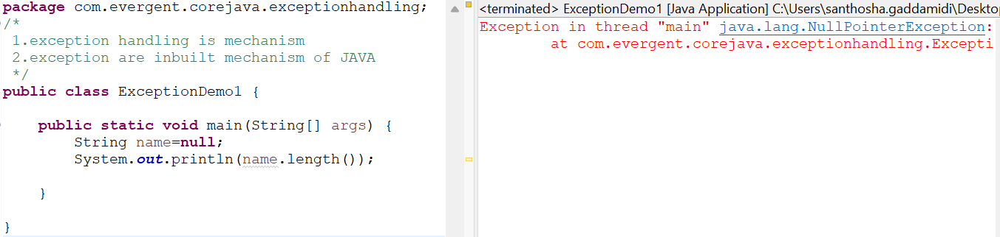 package com.evergent.corejava.exceptionhandling;
/*
 1.exception handling is mechanism
 2.exception are inbuilt mechanism of JAVA
 */
public class ExceptionDemo1 {
    public static void main(String[] args) {
        String name=null;
        System.out.println(name.length());
    }
}
<terminated> ExceptionDemo1 [Java Application] C:\Users\santhosha.gaddamidi\Deskto
Exception in thread "main" java.lang.NullPointerException:
        at com.evergent.corejava.exceptionhandling.Excepti